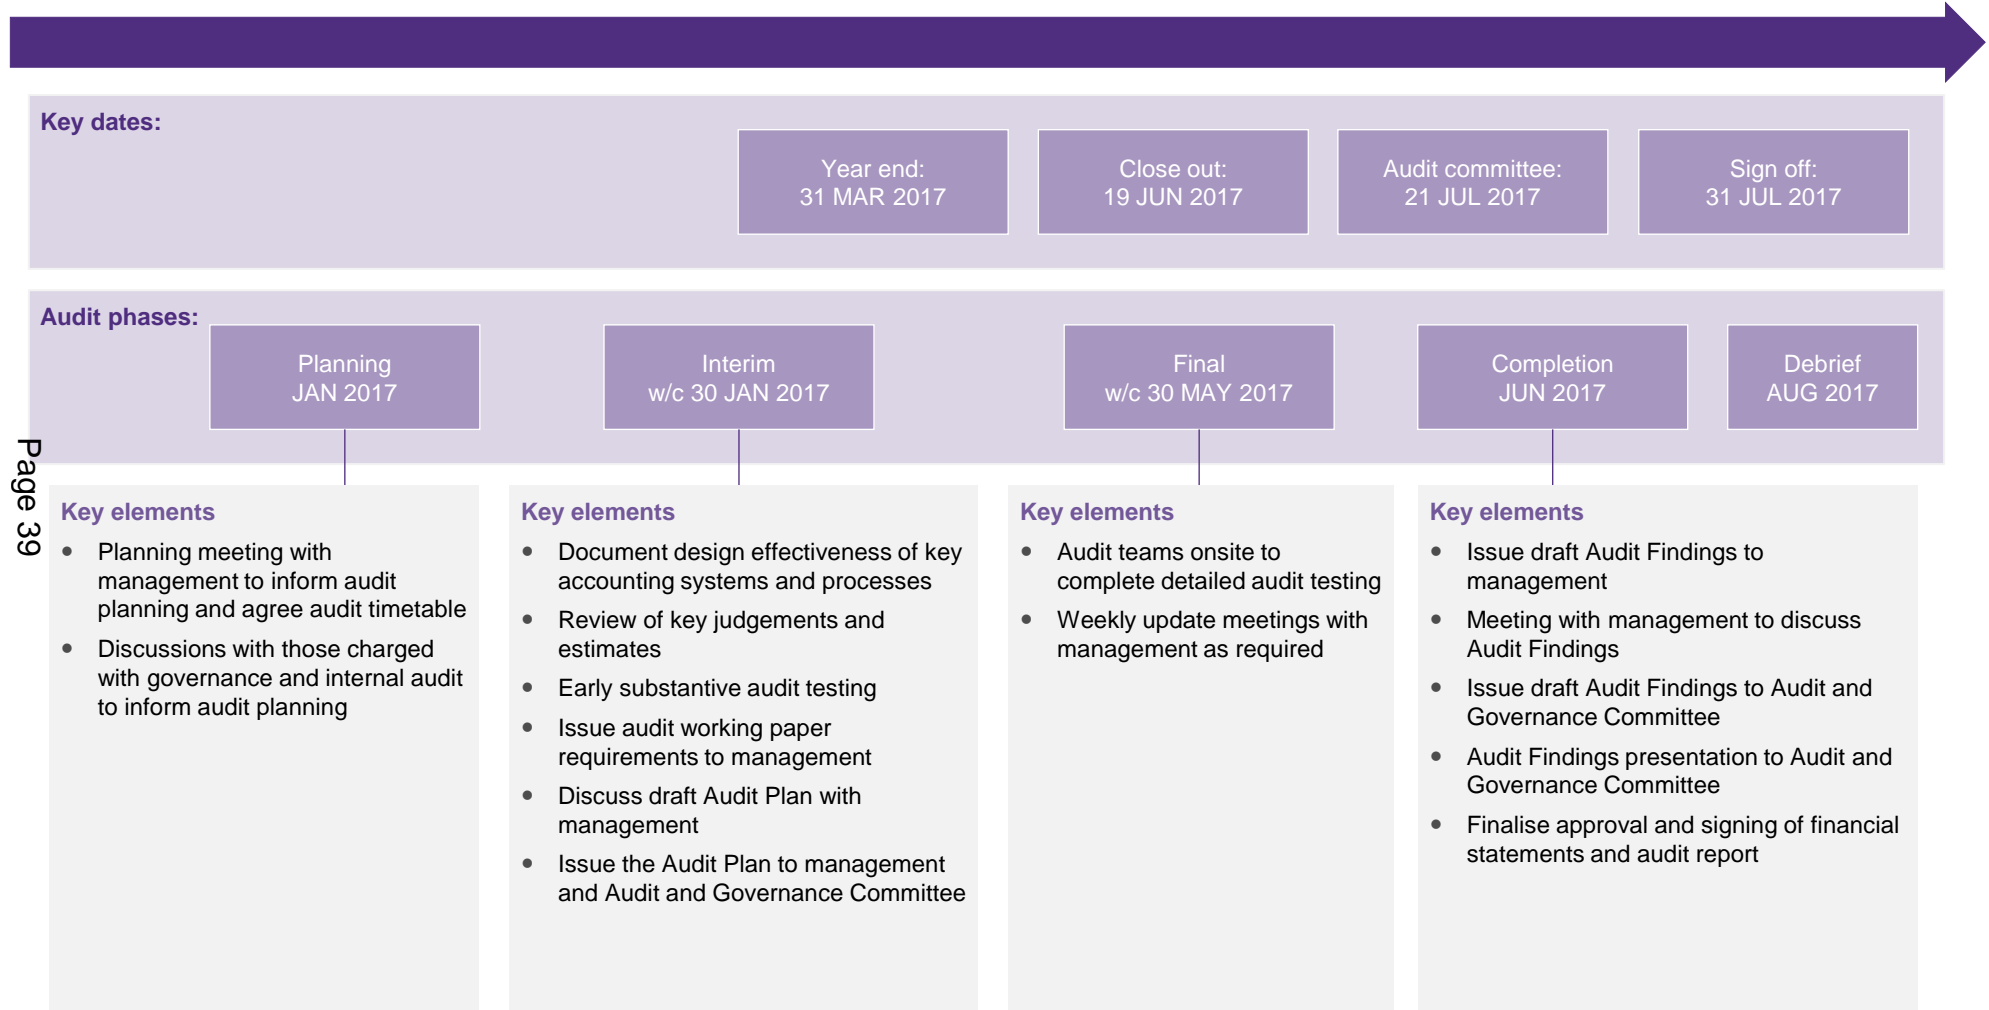 Key dates:
Year end:
31 MAR 2017
Close out:
19 JUN 2017
Audit committee:
21 JUL 2017
Sign off:
31 JUL 2017
Audit phases:
Planning
JAN 2017
Interim
w/c 30 JAN 2017
Final
w/c 30 MAY 2017
Completion
JUN 2017
Debrief
AUG 2017
Page 39
Key elements
• Planning meeting with
management to inform audit
planning and agree audit timetable
• Discussions with those charged
with governance and internal audit
to inform audit planning
Key elements
• Document design effectiveness of key
accounting systems and processes
• Review of key judgements and
estimates
• Early substantive audit testing
• Issue audit working paper
requirements to management
• Discuss draft Audit Plan with
management
• Issue the Audit Plan to management
and Audit and Governance Committee
Key elements
• Audit teams onsite to
complete detailed audit testing
• Weekly update meetings with
management as required
Key elements
• Issue draft Audit Findings to
management
• Meeting with management to discuss
Audit Findings
• Issue draft Audit Findings to Audit and
Governance Committee
• Audit Findings presentation to Audit and
Governance Committee
• Finalise approval and signing of financial
statements and audit report